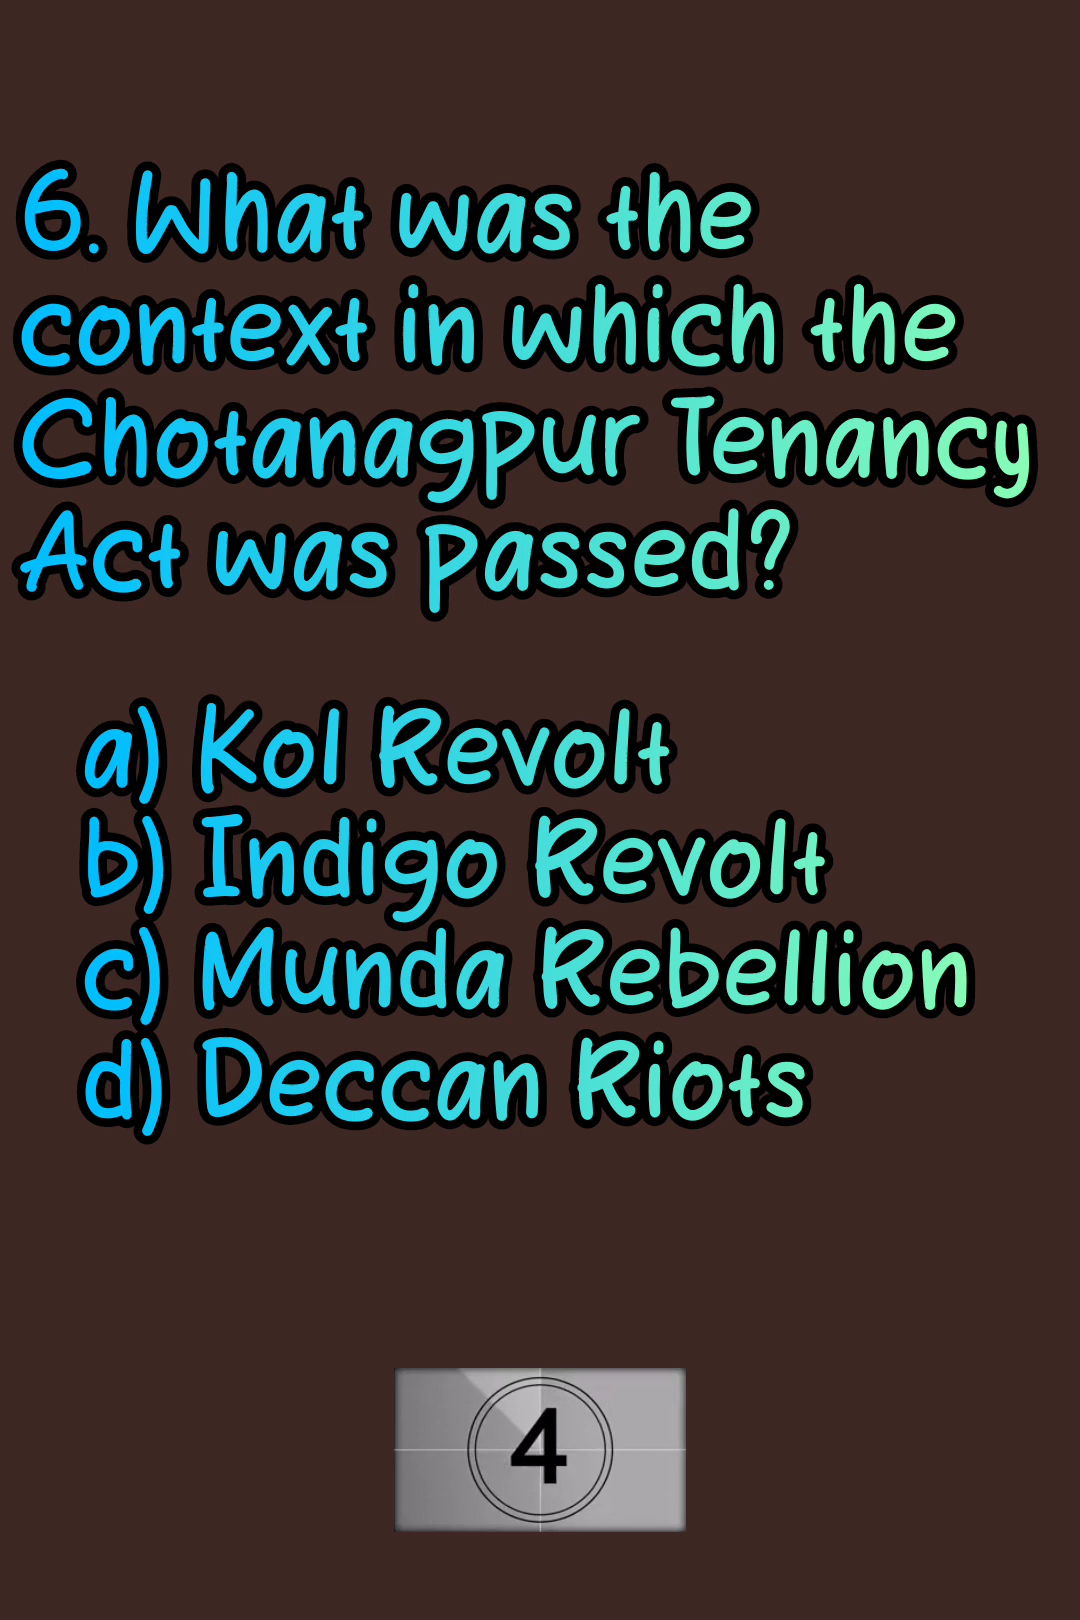 6. What was the
context in which the
Chotanagpur Tenancy
Act was passed?
a) Kol Revolt
b) Indigo Revolt
c) Munda Rebellion
d) Deccan Riots
4